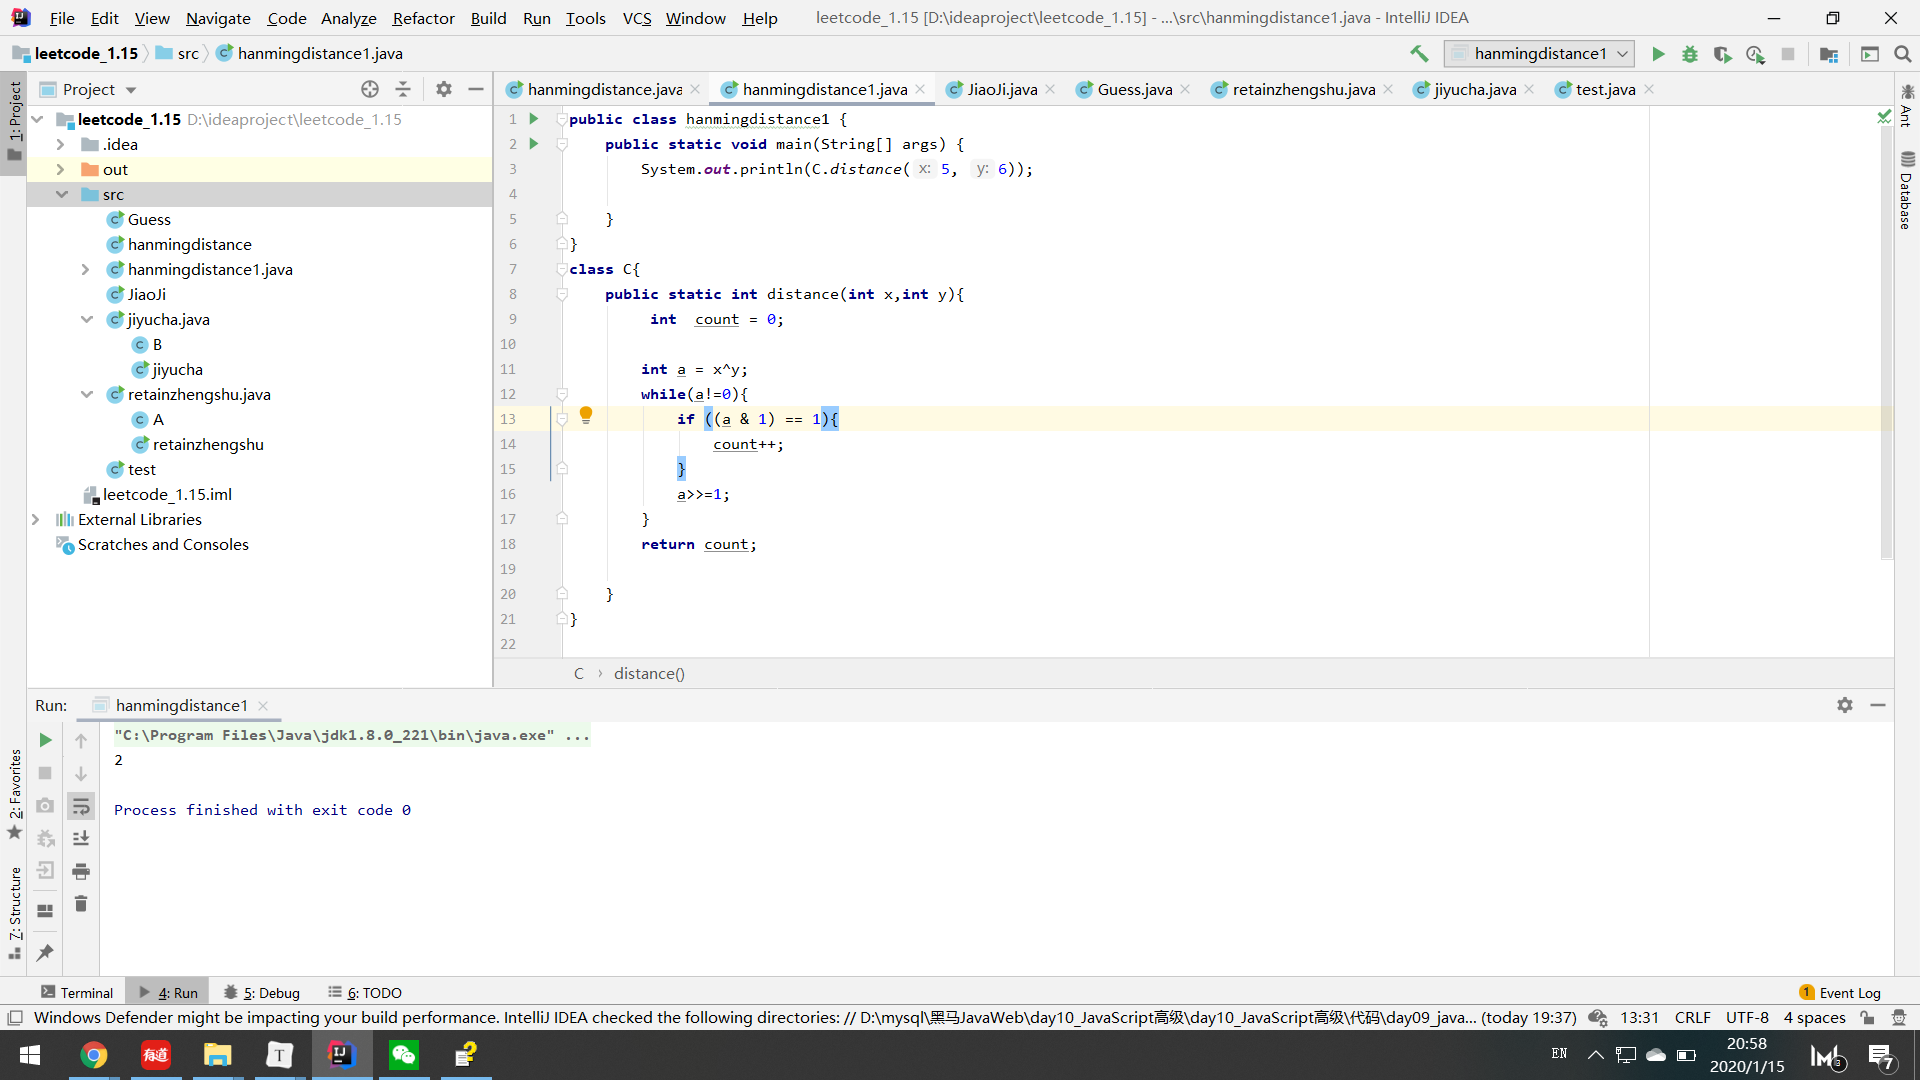 File Edit View Navigate Code Analyze Refactor Build Run Tools VCS Window Help leetcode_1.15 [D:\ideaproject\leetcode_1.15] - ...\src\hanmingdistance1.java - IntelliJ IDEA
leetcode_1.15 src hanmingdistance1.java hanmingdistance1
1: Project
Project
leetcode_1.15 D:\ideaproject\leetcode_1.15
.idea
out
src
Guess
hanmingdistance
hanmingdistance1.java
JiaoJi
jiyucha.java
B
jiyucha
retainzhengshu.java
A
retainzhengshu
test
leetcode_1.15.iml
External Libraries
Scratches and Consoles
hanmingdistance.java hanmingdistance1.java JiaoJi.java Guess.java retainzhengshu.java jiyucha.java test.java
1 public class hanmingdistance1 {
2 public static void main(String[] args) {
3 System.out.println(C.distance( x: 5, y: 6));
4
5 }
6 }
7 class C{
8 public static int distance(int x,int y){
9 int count = 0;
10
11 int a = x^y;
12 while(a!=0){
13 if ((a & 1) == 1){
14 count++;
15 }
16 a>>=1;
17 }
18 return count;
19
20 }
21 }
22
C › distance()
Ant
Database
Run: hanmingdistance1
"C:\Program Files\Java\jdk1.8.0_221\bin\java.exe" ...
2
Process finished with exit code 0
2: Favorites
7: Structure
Terminal 4: Run 5: Debug 6: TODO 1 Event Log
Windows Defender might be impacting your build performance. IntelliJ IDEA checked the following directories: // D:\mysql\黑马JavaWeb\day10_JavaScript高级\day10_JavaScript高级\代码\day09_java... (today 19:37) 13:31 CRLF UTF-8 4 spaces
有道 T IJ EN 20:58
2020/1/15
3
7